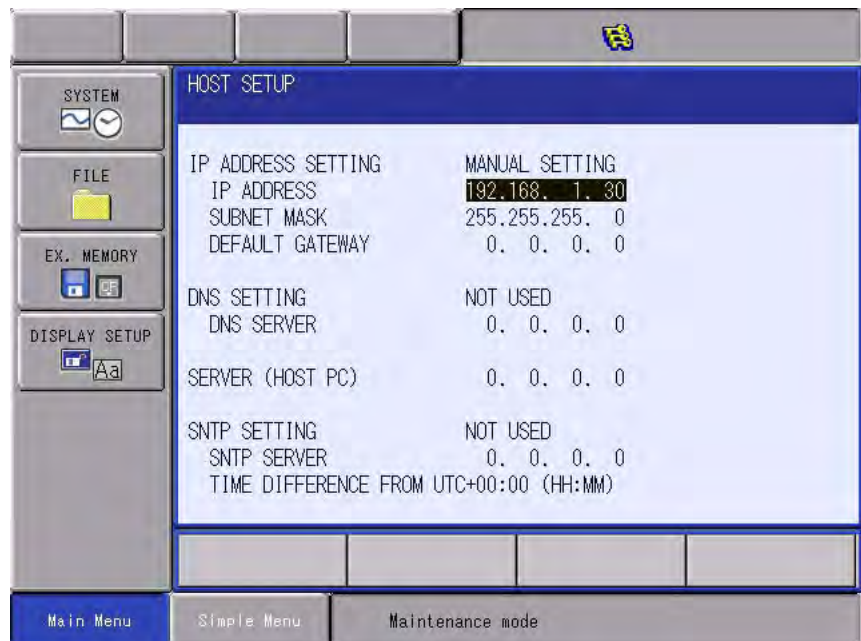 HOST SETUP
SYSTEM
FILE
EX. MEMORY
CF
DISPLAY SETUP
Aa
IP ADDRESS SETTING MANUAL SETTING
IP ADDRESS 192.168. 1. 30
SUBNET MASK 255.255.255. 0
DEFAULT GATEWAY 0. 0. 0. 0
DNS SETTING NOT USED
DNS SERVER 0. 0. 0. 0
SERVER (HOST PC) 0. 0. 0. 0
SNTP SETTING NOT USED
SNTP SERVER 0. 0. 0. 0
TIME DIFFERENCE FROM UTC+00:00 (HH:MM)
Main Menu
Simple Menu
Maintenance mode